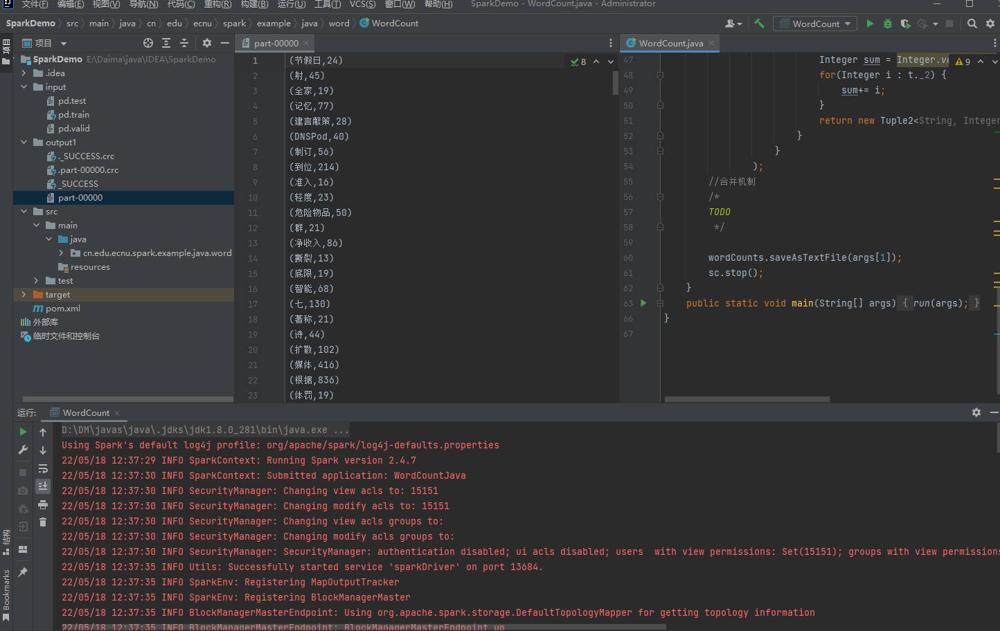 文件(F) 编辑(E) 视图(V) 导航(N) 代码(C) 重构(R) 构建(B) 运行(U) 工具(T) VCS(S) 窗口(W) 帮助(H) SparkDemo - WordCount.java - Administrator
SparkDemo src main java cn edu ecnu spark example java word WordCount
WordCount
项目
项目
SparkDemo E:\Daima\java\IDEA\SparkDemo
.idea
input
pd.test
pd.train
pd.valid
output1
._SUCCESS.crc
.part-00000.crc
_SUCCESS
part-00000
src
main
java
cn.edu.ecnu.spark.example.java.word
resources
test
target
pom.xml
外部库
临时文件和控制台
part-00000
8
1 (节假日,24)
2 (射,45)
3 (全家,19)
4 (记忆,77)
5 (建言献策,28)
6 (DNSPod,40)
7 (制订,56)
8 (到位,214)
9 (准入,16)
10 (轻度,23)
11 (危险物品,50)
12 (群,21)
13 (净收入,86)
14 (撕裂,13)
15 (底限,19)
16 (智能,68)
17 (七,130)
18 (著称,21)
19 (诗,44)
20 (扩散,102)
21 (媒体,416)
22 (根据,836)
23 (体罚,19)
WordCount.java
9
47 Integer sum = Integer.v
48 for(Integer i : t._2) {
49 sum+= i;
50 }
51 return new Tuple2<String, Integer
52 }
53 }
54 );
55 //合并机制
56 /*
57 TODO
58 */
59
60 wordCounts.saveAsTextFile(args[1]);
61 sc.stop();
62 }
63 public static void main(String[] args) { run(args); }
66 }
67
运行: WordCount
D:\DM\javas\java\.jdks\jdk1.8.0_281\bin\java.exe ...
Using Spark's default log4j profile: org/apache/spark/log4j-defaults.properties
22/05/18 12:37:29 INFO SparkContext: Running Spark version 2.4.7
22/05/18 12:37:30 INFO SparkContext: Submitted application: WordCountJava
22/05/18 12:37:30 INFO SecurityManager: Changing view acls to: 15151
22/05/18 12:37:30 INFO SecurityManager: Changing modify acls to: 15151
22/05/18 12:37:30 INFO SecurityManager: Changing view acls groups to:
22/05/18 12:37:30 INFO SecurityManager: Changing modify acls groups to:
22/05/18 12:37:30 INFO SecurityManager: SecurityManager: authentication disabled; ui acls disabled; users  with view permissions: Set(15151); groups with view permissions
22/05/18 12:37:35 INFO Utils: Successfully started service 'sparkDriver' on port 13684.
22/05/18 12:37:35 INFO SparkEnv: Registering MapOutputTracker
22/05/18 12:37:35 INFO SparkEnv: Registering BlockManagerMaster
22/05/18 12:37:35 INFO BlockManagerMasterEndpoint: Using org.apache.spark.storage.DefaultTopologyMapper for getting topology information
22/05/18 12:37:35 INFO BlockManagerMasterEndpoint: BlockManagerMasterEndpoint up
结构
Bookmarks